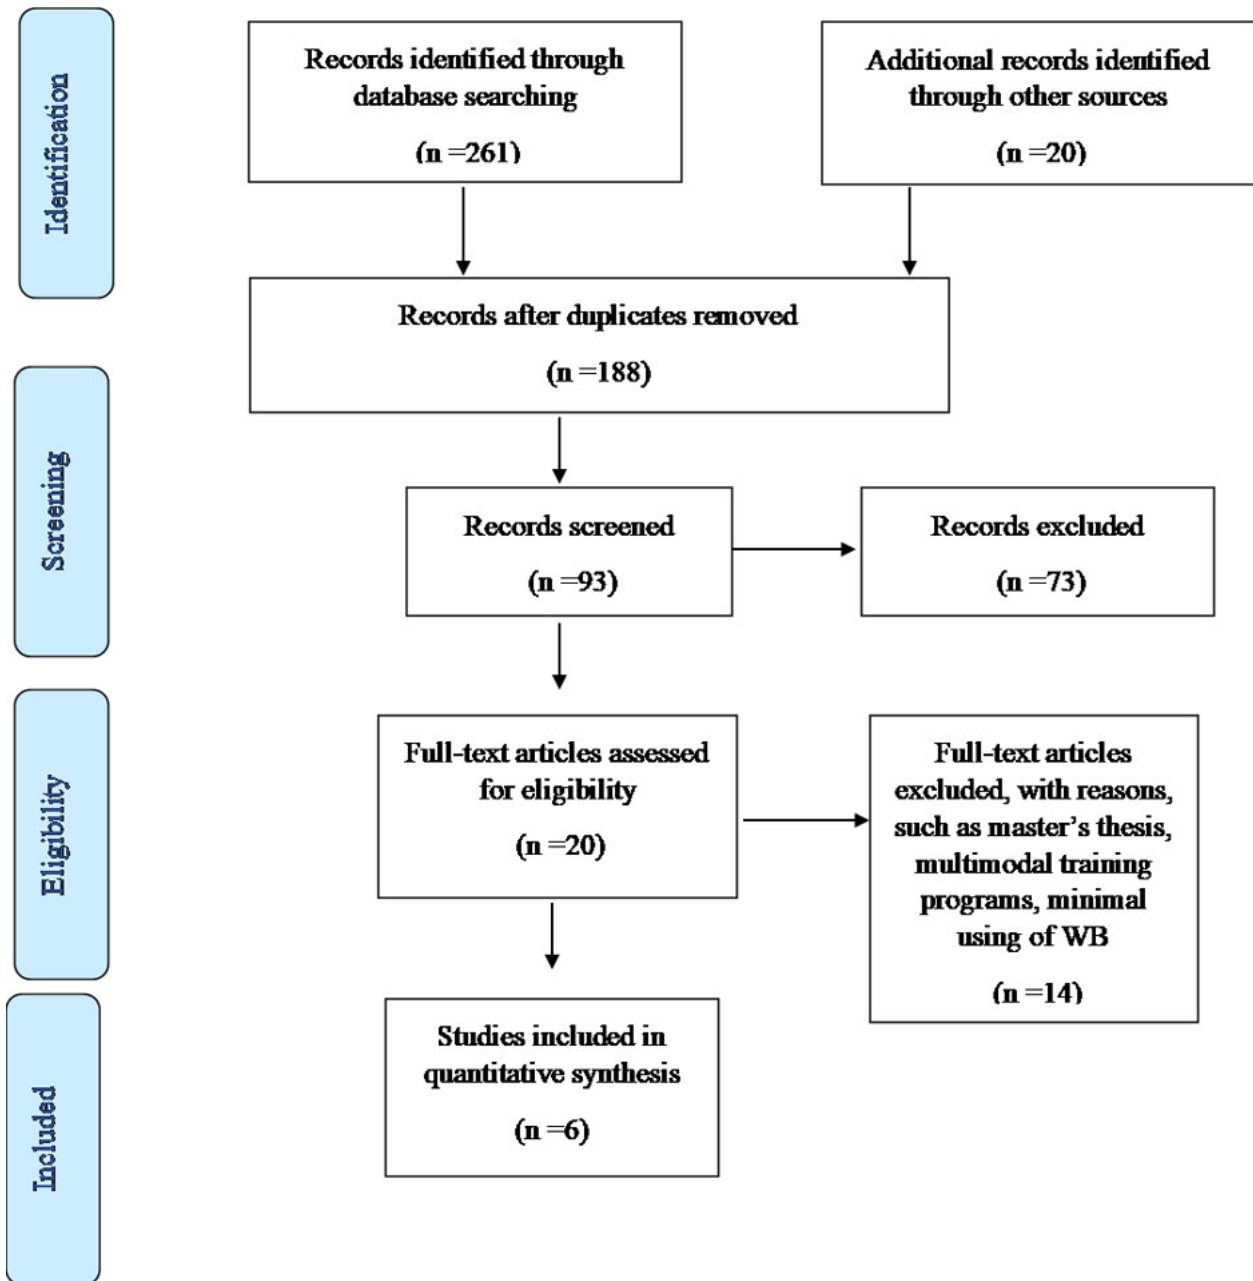 Identification
Records identified through
database searching
(n =261)
Additional records identified
through other sources
(n =20)
Records after duplicates removed
(n =188)
Screening
Records screened
(n =93)
Records excluded
(n =73)
Eligibility
Full-text articles assessed
for eligibility
(n =20)
Full-text articles
excluded, with reasons,
such as master’s thesis,
multimodal training
programs, minimal
using of WB
(n =14)
Included
Studies included in
quantitative synthesis
(n =6)